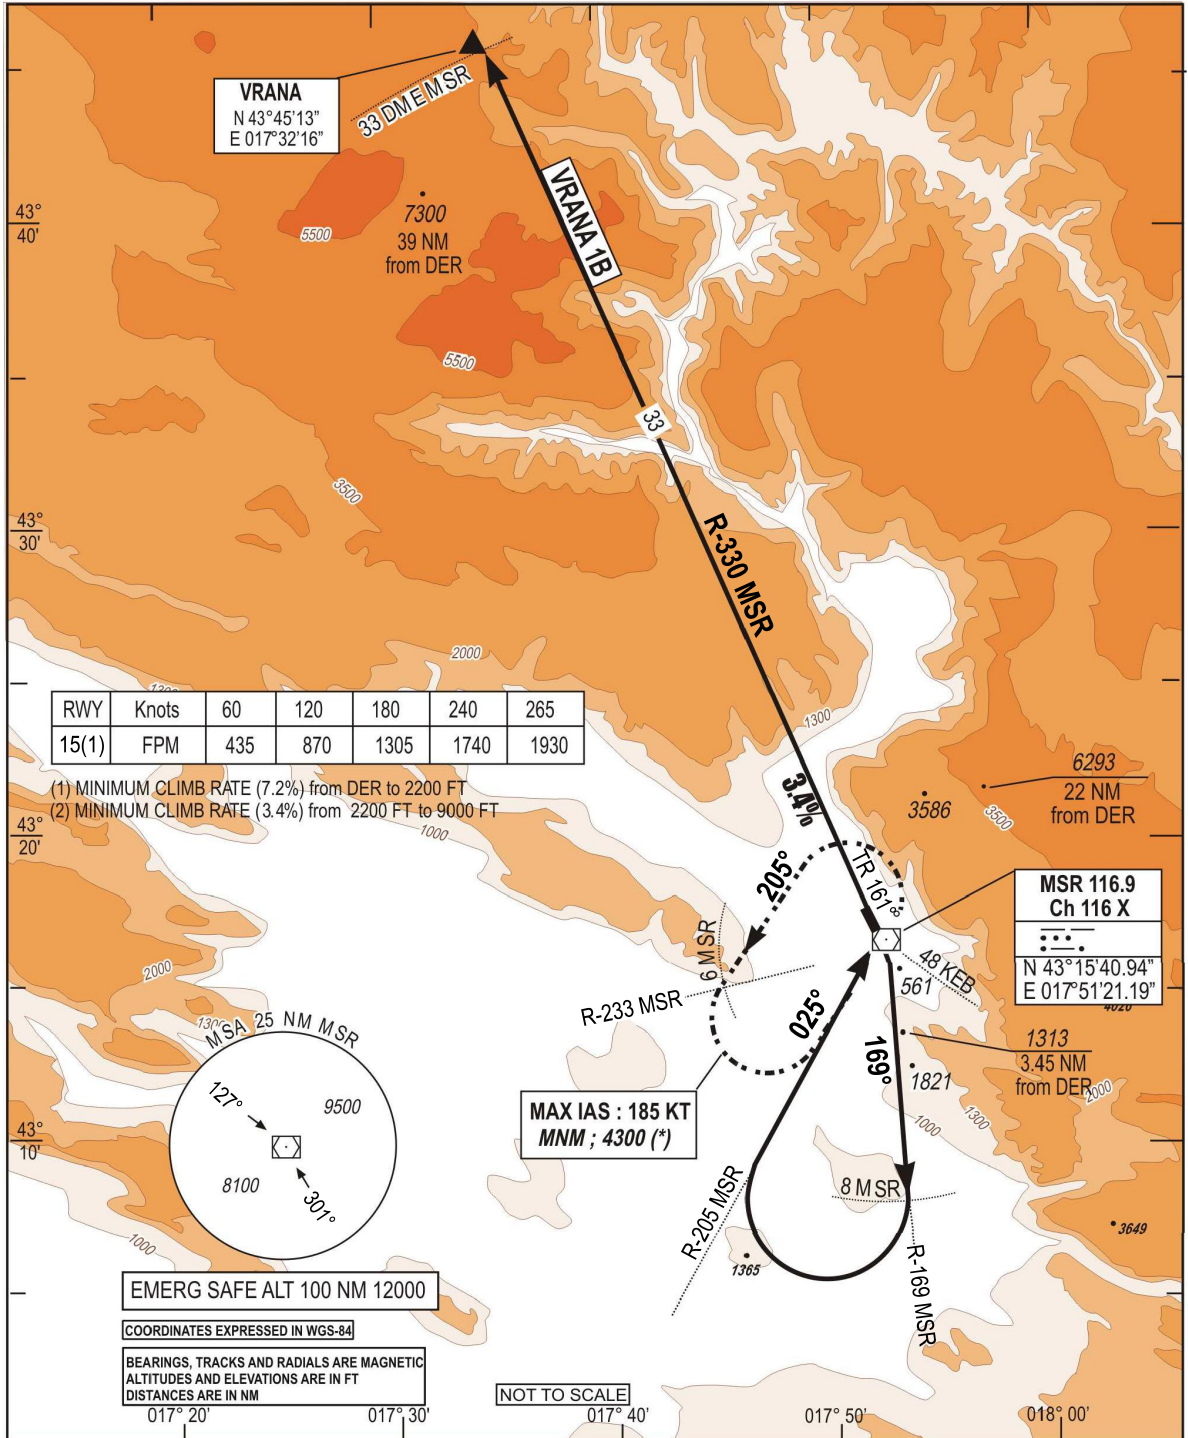 VRANA
N 43°45'13”
E 017°32'16”
33 DME MSR
VRANA 1B
43°
40'
7300
39 NM
from DER
5500
5500
33
3500
43°
30'
R-330 MSR
2000
1300
1300
RWY Knots 60 120 180 240 265
15(1) FPM 435 870 1305 1740 1930
(1) MINIMUM CLIMB RATE (7.2%) from DER to 2200 FT
(2) MINIMUM CLIMB RATE (3.4%) from 2200 FT to 9000 FT
3.4%
6293
22 NM
from DER
3586
3500
1000
43°
20'
205°
TR 161°
MSR 116.9
Ch 116 X
N 43°15'40.94”
E 017°51'21.19”
4020
6 MSR
48 KEB
561
2000
R-233 MSR
025°
169°
1300
MSA 25 NM MSR
1313
3.45 NM
from DER
1821
2000
127°
9500
MAX IAS : 185 KT
MNM ; 4300 (*)
1000
1300
43°
10'
8100
301°
8 MSR
R-205 MSR
1000
3649
1365
R-169 MSR
EMERG SAFE ALT 100 NM 12000
COORDINATES EXPRESSED IN WGS-84
BEARINGS, TRACKS AND RADIALS ARE MAGNETIC
ALTITUDES AND ELEVATIONS ARE IN FT
DISTANCES ARE IN NM
NOT TO SCALE
017° 20' 017° 30' 017° 40' 017° 50' 018° 00'